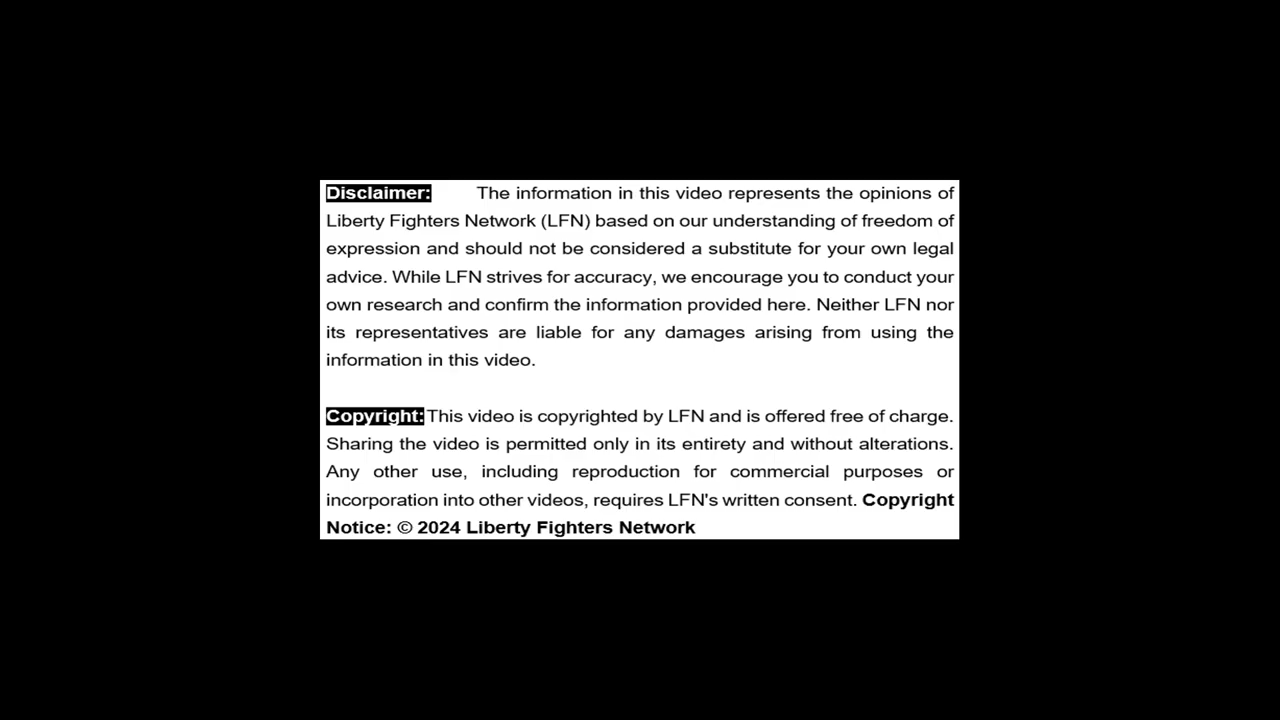 Disclaimer: The information in this video represents the opinions of
Liberty Fighters Network (LFN) based on our understanding of freedom of
expression and should not be considered a substitute for your own legal
advice. While LFN strives for accuracy, we encourage you to conduct your
own research and confirm the information provided here. Neither LFN nor
its representatives are liable for any damages arising from using the
information in this video.
Copyright: This video is copyrighted by LFN and is offered free of charge.
Sharing the video is permitted only in its entirety and without alterations.
Any other use, including reproduction for commercial purposes or
incorporation into other videos, requires LFN's written consent. Copyright
Notice: © 2024 Liberty Fighters Network